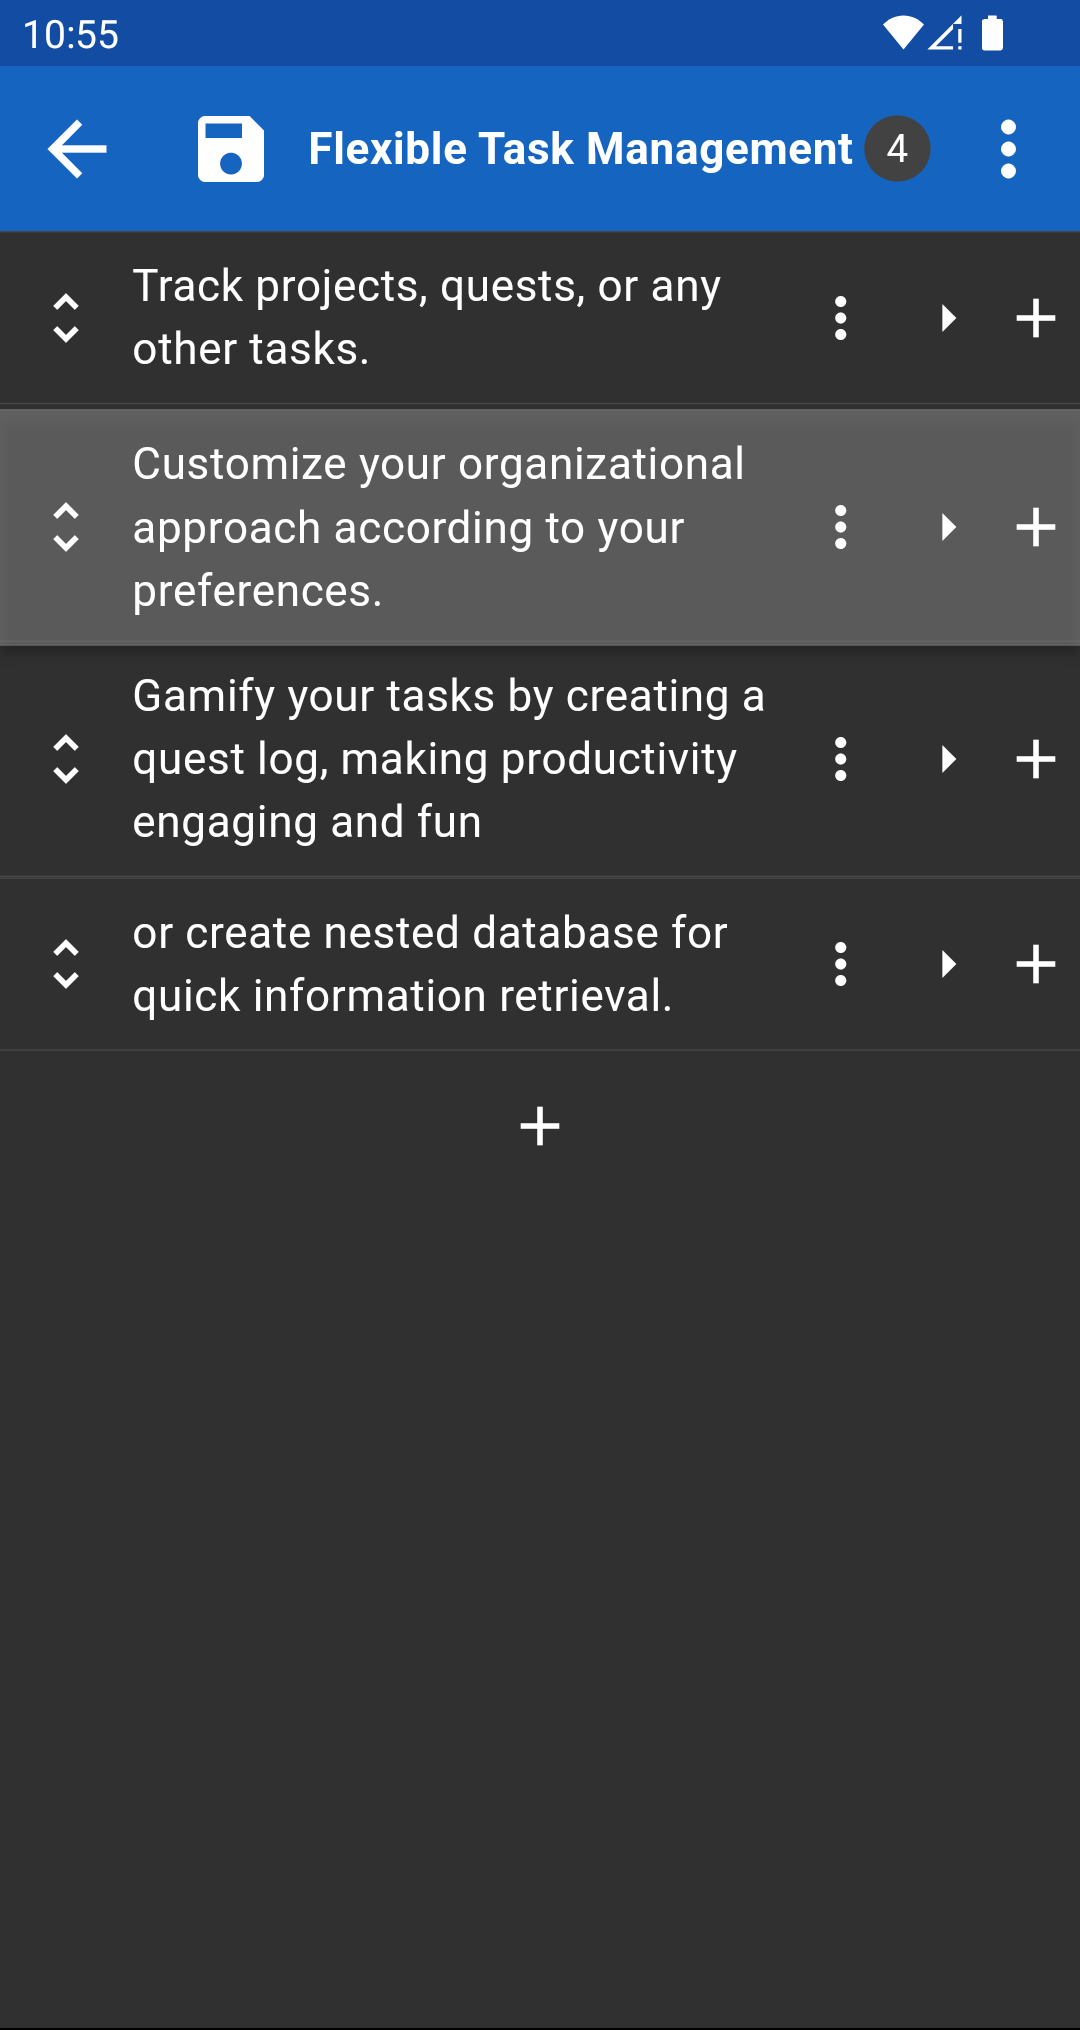 10:55
Flexible Task Management 4
Track projects, quests, or any
other tasks.
Customize your organizational
approach according to your
preferences.
Gamify your tasks by creating a
quest log, making productivity
engaging and fun
or create nested database for
quick information retrieval.